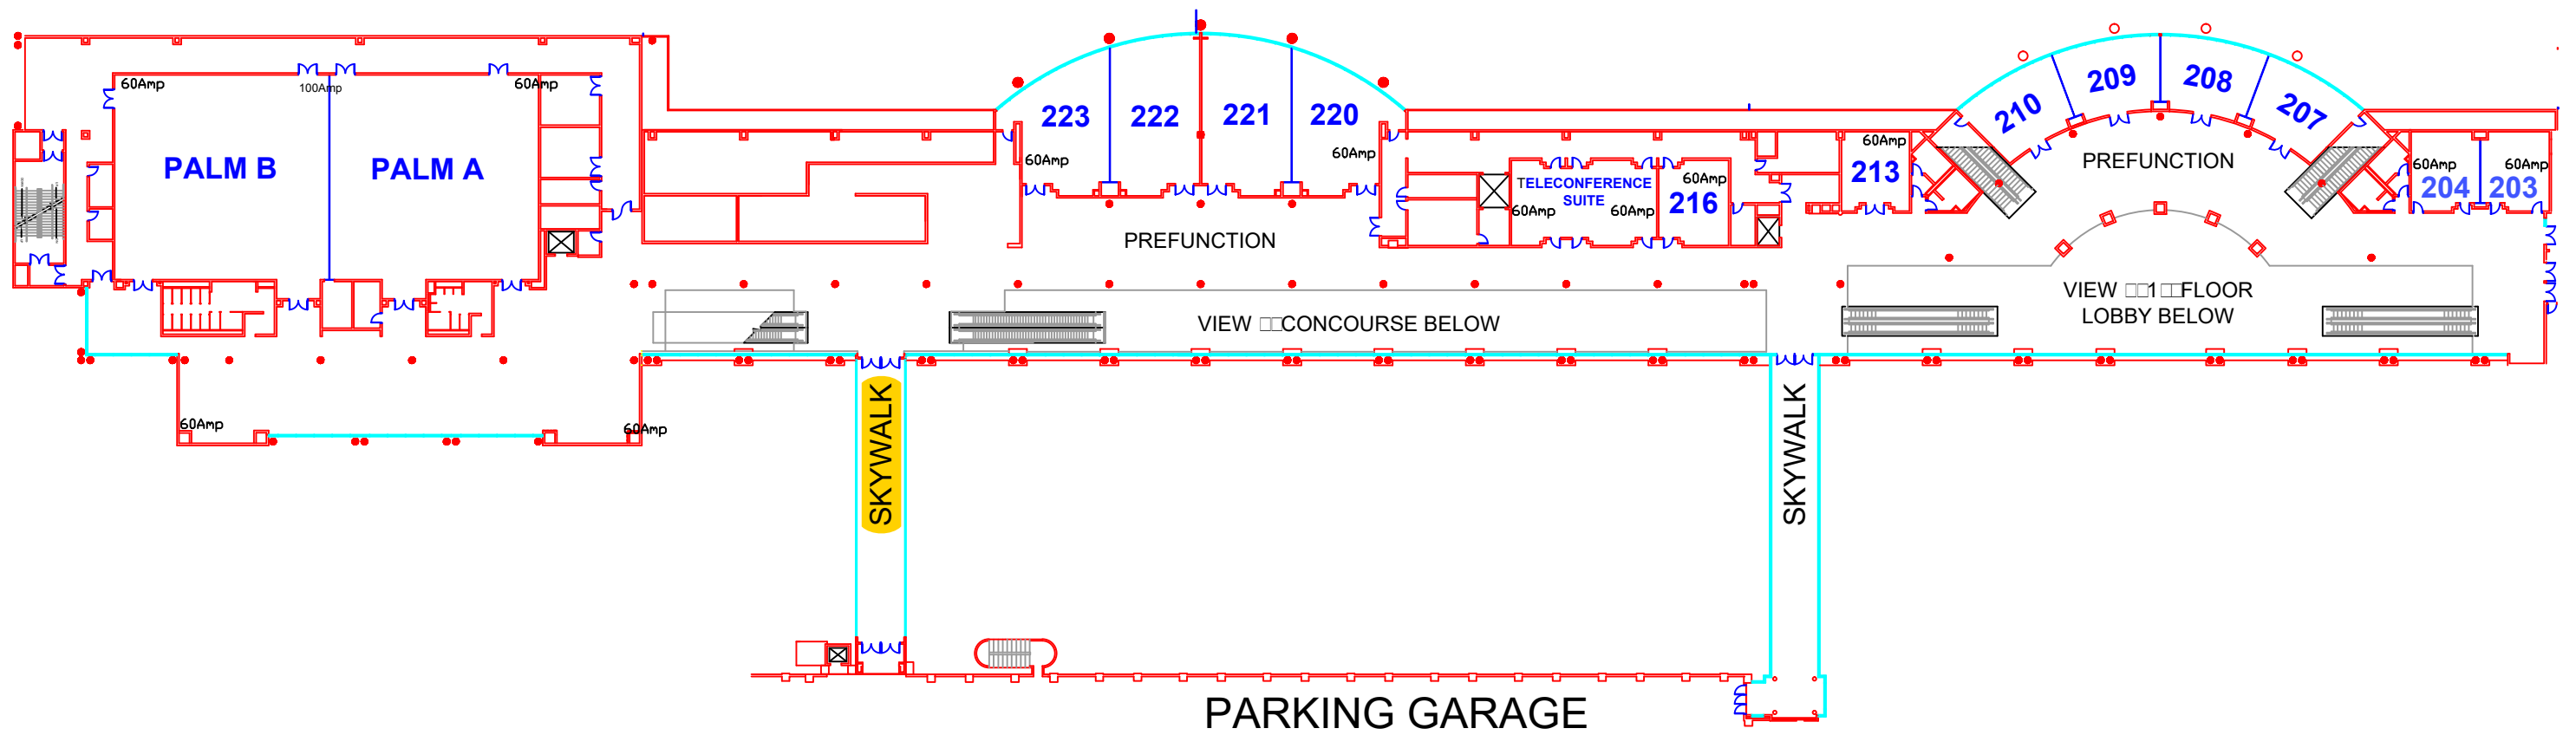 60Amp
100Amp
60Amp
PALM B
PALM A
60Amp
60Amp
223
222
221
220
60Amp
60Amp
PREFUNCTION
TELECONFERENCE
SUITE
60Amp
60Amp
60Amp
216
60Amp
213
210
209
208
207
PREFUNCTION
60Amp
60Amp
204
203
VIEW □□CONCOURSE BELOW
VIEW □□1□□FLOOR
LOBBY BELOW
SKYWALK
SKYWALK
PARKING GARAGE